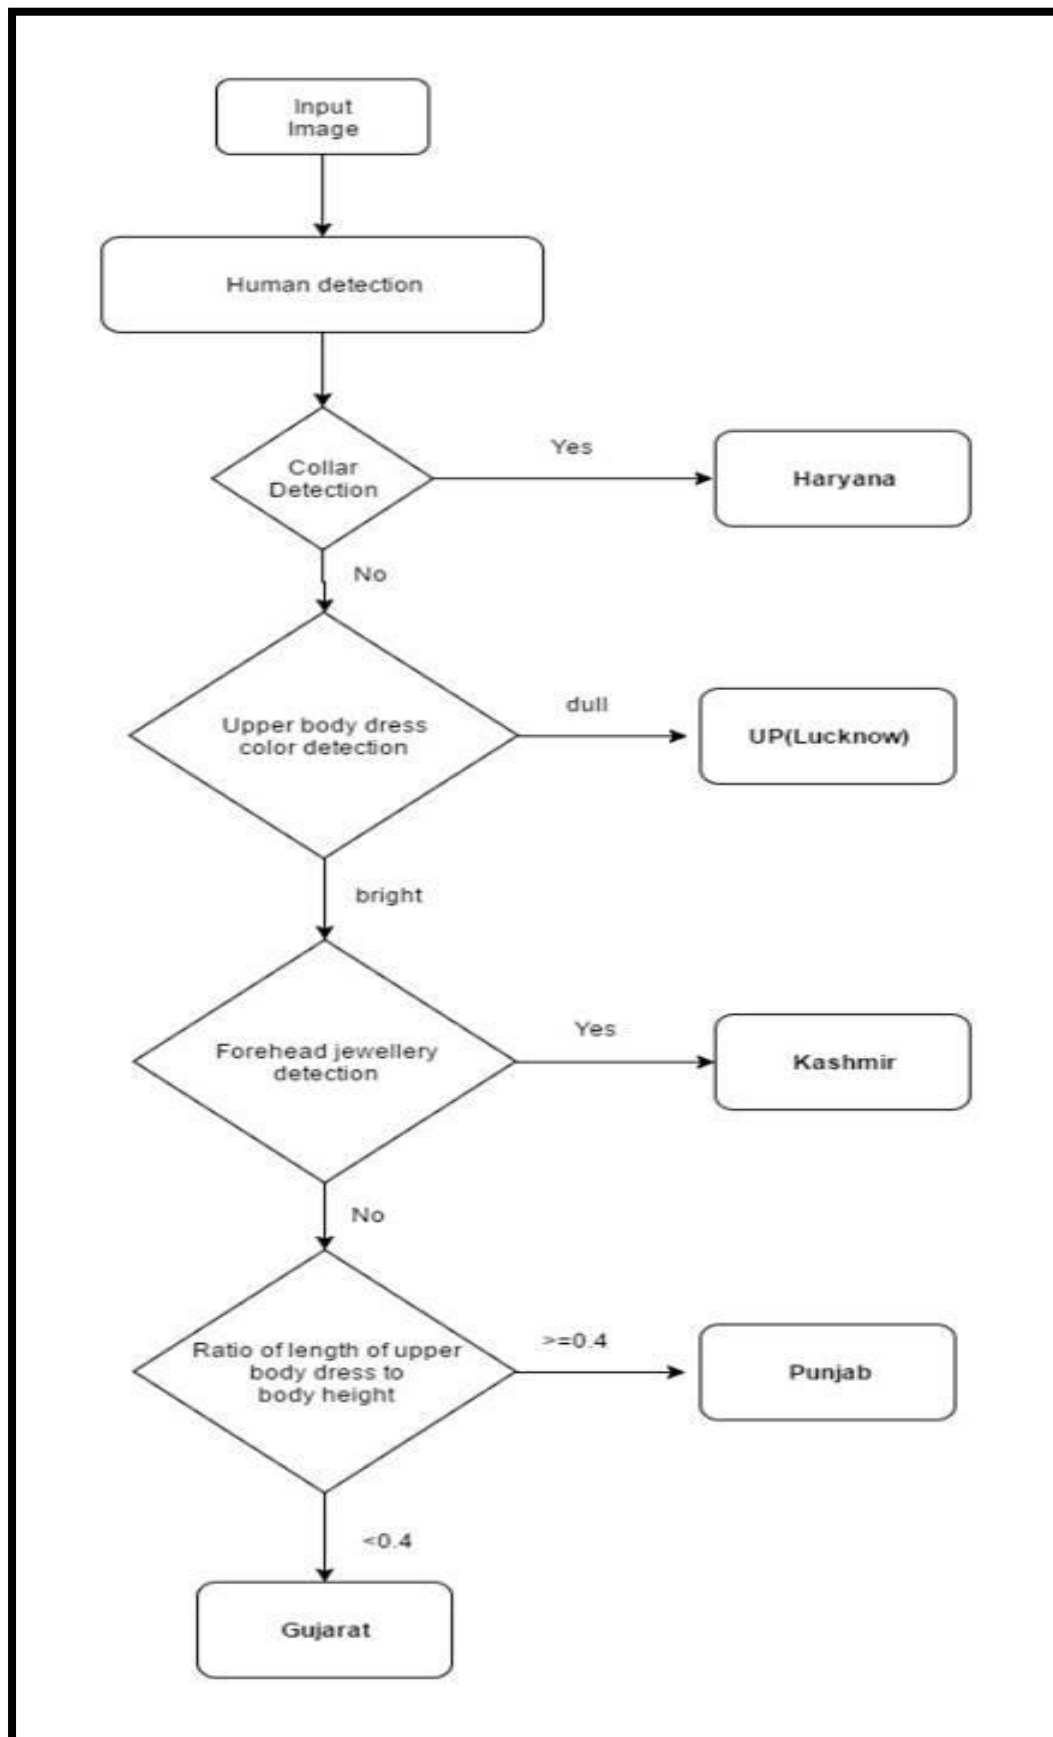 Input
Image
Human detection
Collar
Detection
Yes
Haryana
No
Upper body dress
color detection
dull
UP(Lucknow)
bright
Forehead jewellery
detection
Yes
Kashmir
No
Ratio of length of upper
body dress to
body height
>=0.4
Punjab
<0.4
Gujarat